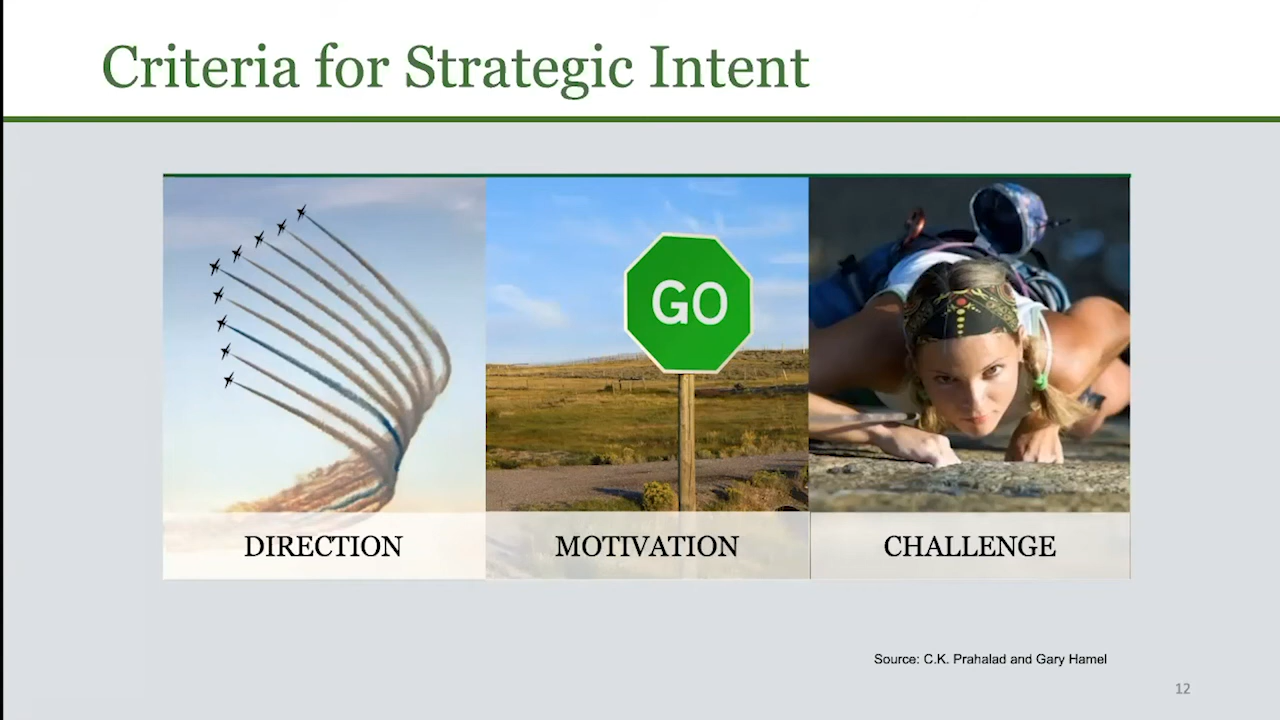 Criteria for Strategic Intent
GO
DIRECTION
MOTIVATION
CHALLENGE
Source: C.K. Prahalad and Gary Hamel
12